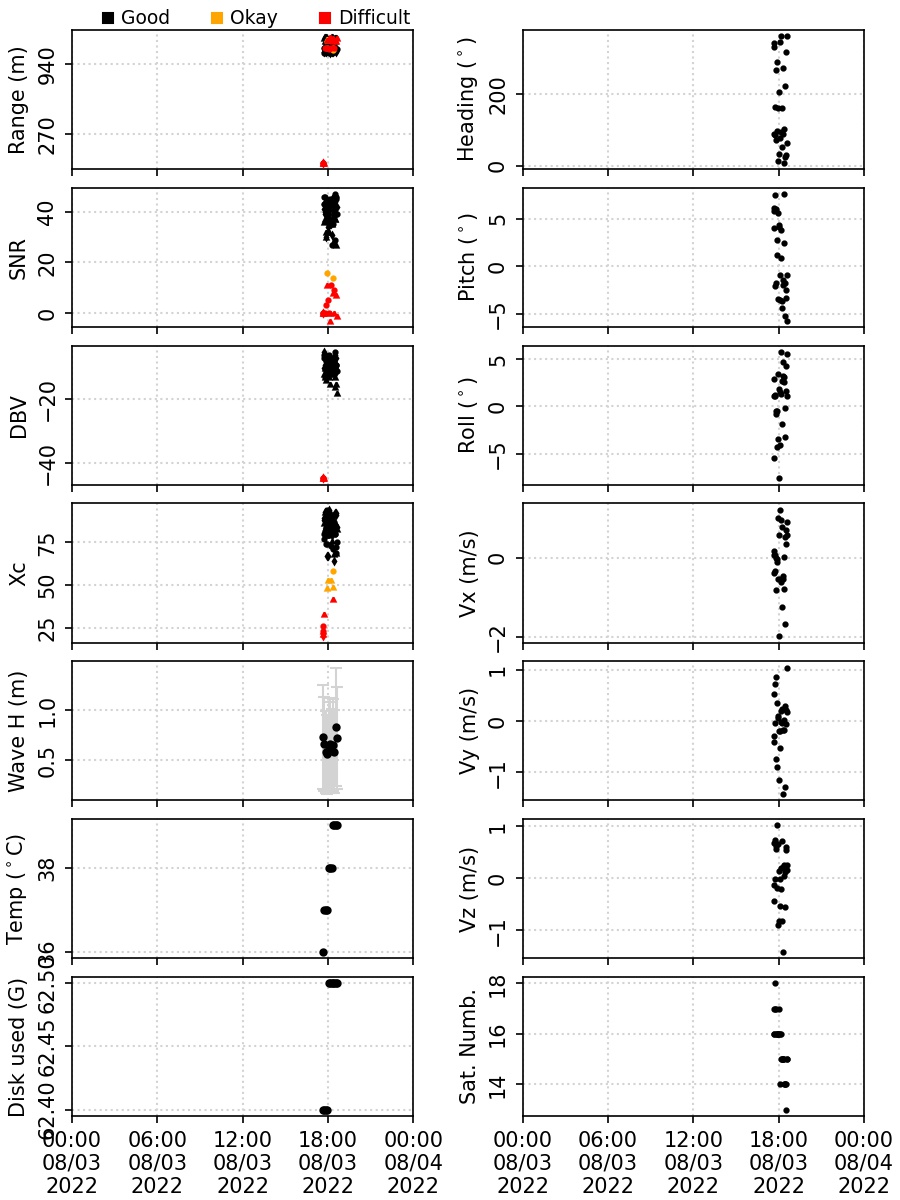 Good Okay Difficult
Range (m)
940
270
Heading (°)
200
0
SNR
40
20
0
Pitch (°)
5
0
−5
DBV
−20
−40
Roll (°)
5
0
−5
Xc
75
50
25
Vx (m/s)
0
−2
Wave H (m)
1.0
0.5
Vy (m/s)
1
0
−1
Temp (°C)
38
36
Vz (m/s)
1
0
−1
Disk used (G)
62.50
62.45
62.40
Sat. Numb.
18
16
14
00:00 06:00 12:00 18:00 00:00
08/03 08/03 08/03 08/03 08/04
2022 2022 2022 2022 2022
00:00 06:00 12:00 18:00 00:00
08/03 08/03 08/03 08/03 08/04
2022 2022 2022 2022 2022